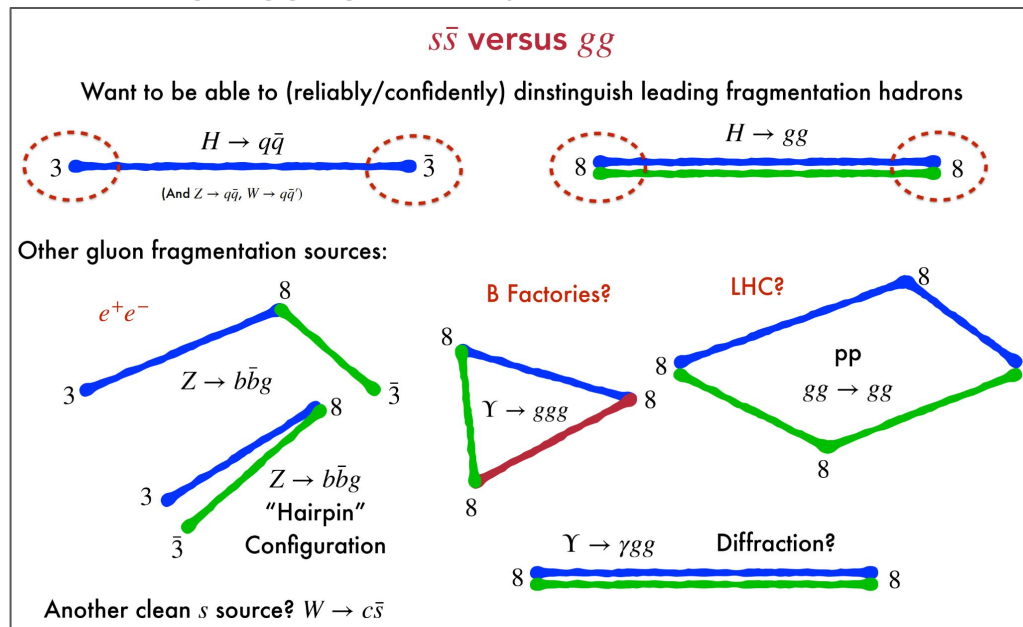 ss̄ versus gg
Want to be able to (reliably/confidently) dinstinguish leading fragmentation hadrons
H → qq̄
3
3̄
(And Z → qq̄, W → qq̄′)
H → gg
8
8
Other gluon fragmentation sources:
e⁺e⁻
8
Z → bb̄g
3
3̄
8
Z → bb̄g
3
3̄
"Hairpin"
Configuration
B Factories?
8
Υ → ggg
8
8
LHC?
8
8
pp
8
gg → gg
8
Υ → γgg
Diffraction?
8
8
Another clean s source? W → cs̄